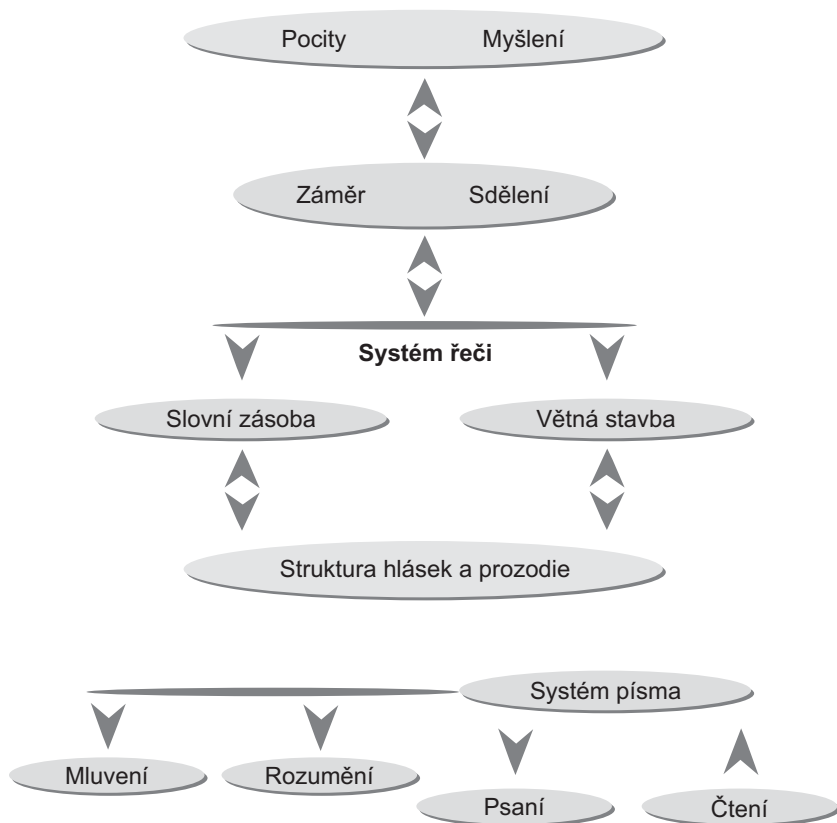 Pocity Myšlení
Záměr Sdělení
Systém řeči
Slovní zásoba Větná stavba
Struktura hlásek a prozodie
Systém písma
Mluvení Rozumění
Psaní Čtení